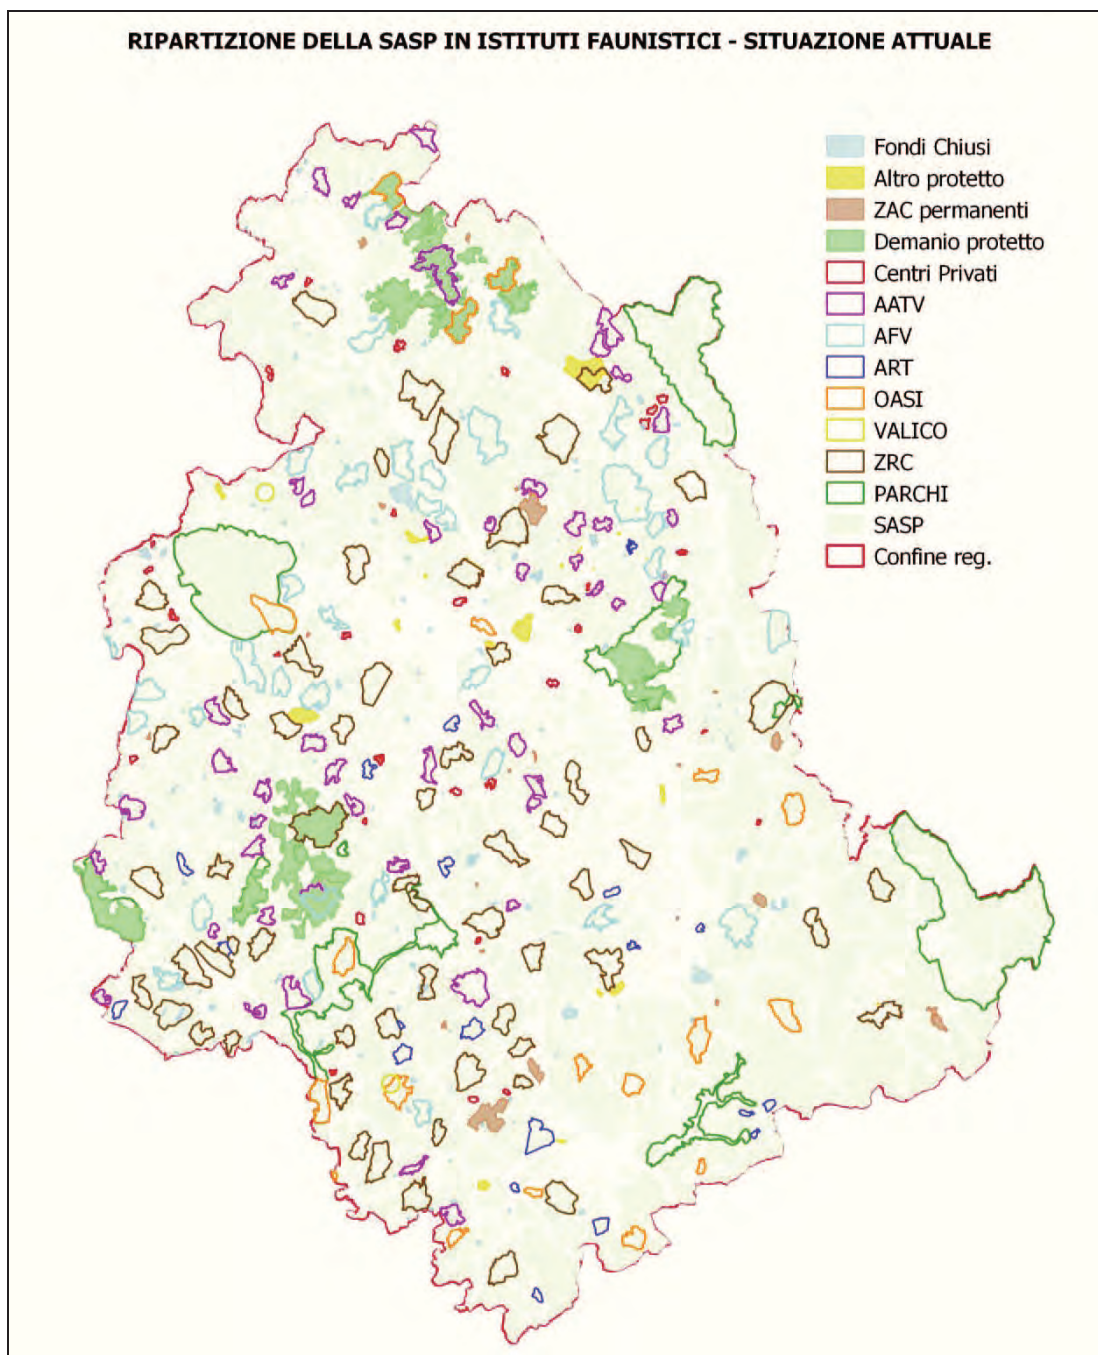 RIPARTIZIONE DELLA SASP IN ISTITUTI FAUNISTICI - SITUAZIONE ATTUALE
Fondi Chiusi
Altro protetto
ZAC permanenti
Demanio protetto
Centri Privati
AATV
AFV
ART
OASI
VALICO
ZRC
PARCHI
SASP
Confine reg.